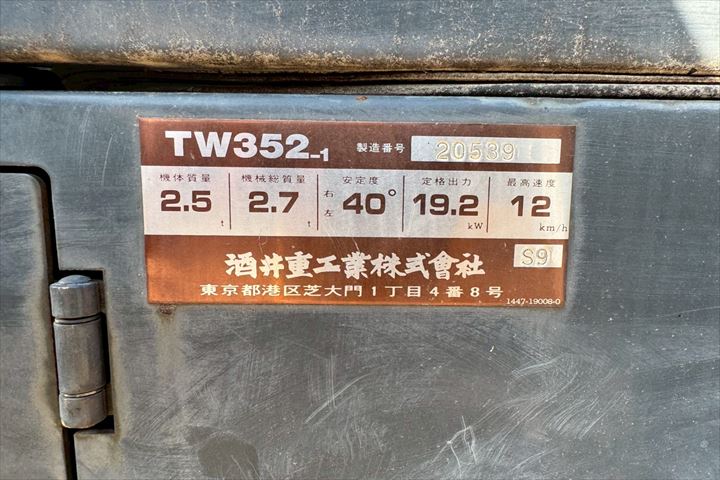 TW352-1 製造番号 20539
機体質量 機械総質量 安定度 定格出力 最高速度
2.5 t 2.7 t 右左 40° 19.2 kW 12 km/h
酒井重工業株式會社 S9
東京都港区芝大門1丁目4番8号 1447-19008-0